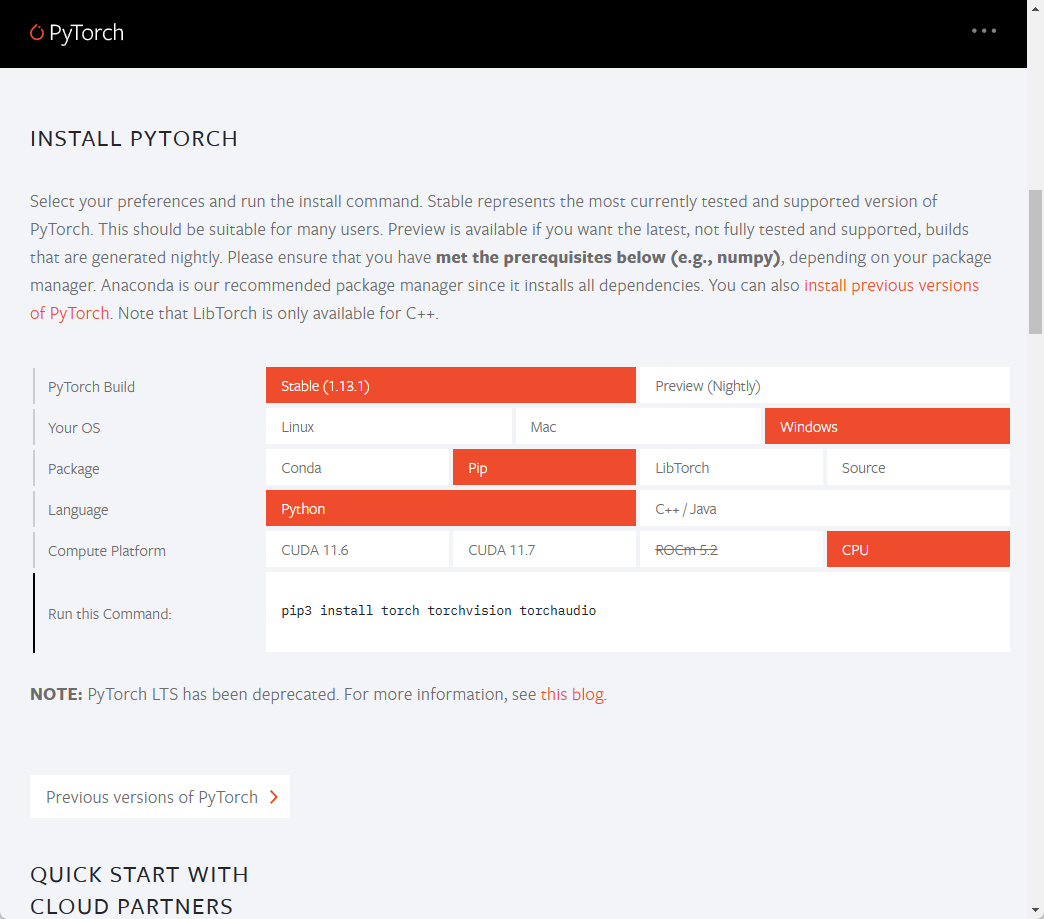 PyTorch
INSTALL PYTORCH
Select your preferences and run the install command. Stable represents the most currently tested and supported version of
PyTorch. This should be suitable for many users. Preview is available if you want the latest, not fully tested and supported, builds
that are generated nightly. Please ensure that you have met the prerequisites below (e.g., numpy), depending on your package
manager. Anaconda is our recommended package manager since it installs all dependencies. You can also install previous versions
of PyTorch. Note that LibTorch is only available for C++.
PyTorch Build Stable (1.13.1) Preview (Nightly)
Your OS Linux Mac Windows
Package Conda Pip LibTorch Source
Language Python C++ / Java
Compute Platform CUDA 11.6 CUDA 11.7 ROCm 5.2 CPU
Run this Command: pip3 install torch torchvision torchaudio
NOTE: PyTorch LTS has been deprecated. For more information, see this blog.
Previous versions of PyTorch
QUICK START WITH
CLOUD PARTNERS